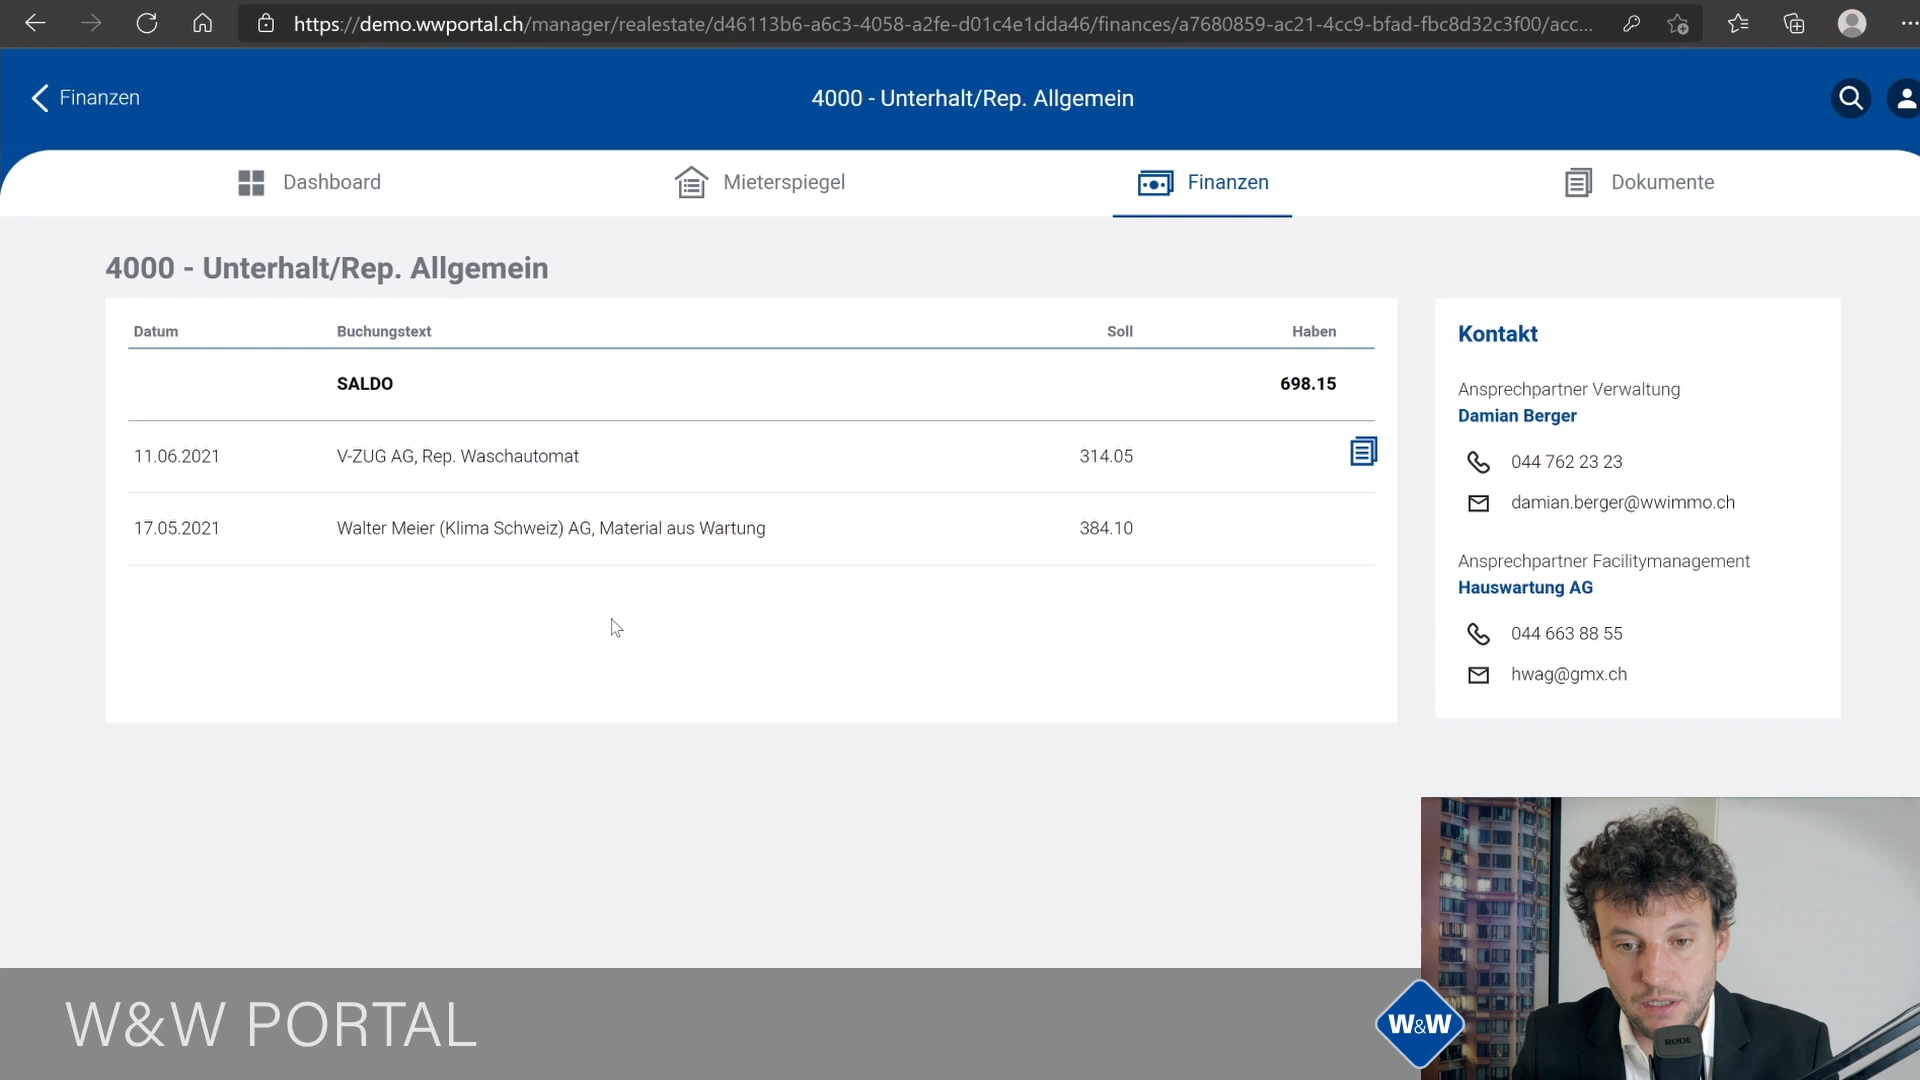 https://demo.wwportal.ch/manager/realestate/d46113b6-a6c3-4058-a2fe-d01c4e1dda46/finances/a7680859-ac21-4cc9-bfad-fbc8d32c3f00/acc...
Finanzen
4000 - Unterhalt/Rep. Allgemein
Dashboard
Mieterspiegel
Finanzen
Dokumente
4000 - Unterhalt/Rep. Allgemein
Datum Buchungstext Soll Haben
SALDO 698.15
11.06.2021 V-ZUG AG, Rep. Waschautomat 314.05
17.05.2021 Walter Meier (Klima Schweiz) AG, Material aus Wartung 384.10
Kontakt
Ansprechpartner Verwaltung
Damian Berger
044 762 23 23
damian.berger@wwimmo.ch
Ansprechpartner Facilitymanagement
Hauswartung AG
044 663 88 55
hwag@gmx.ch
W&W PORTAL
W&W
RODE